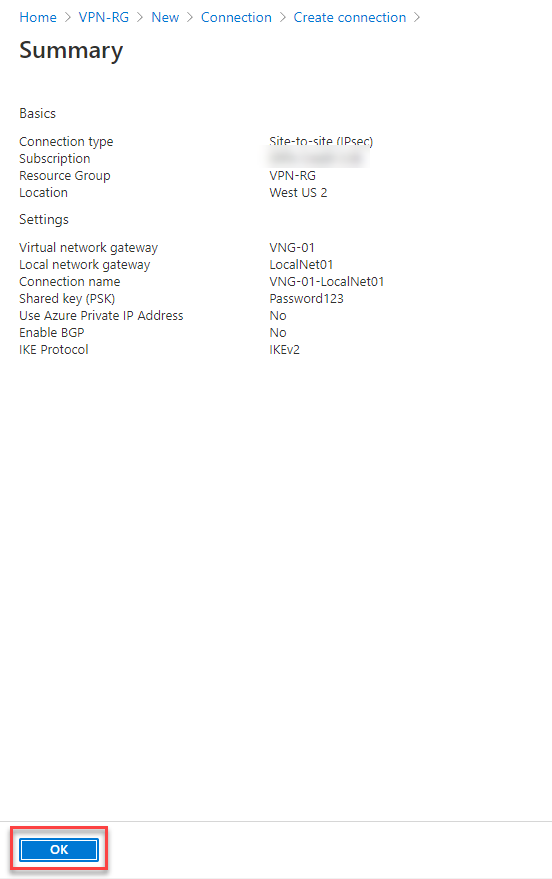 Home > VPN-RG > New > Connection > Create connection >
Summary
Basics
Connection type Site-to-site (IPsec)
Subscription
Resource Group VPN-RG
Location West US 2
Settings
Virtual network gateway VNG-01
Local network gateway LocalNet01
Connection name VNG-01-LocalNet01
Shared key (PSK) Password123
Use Azure Private IP Address No
Enable BGP No
IKE Protocol IKEv2
OK